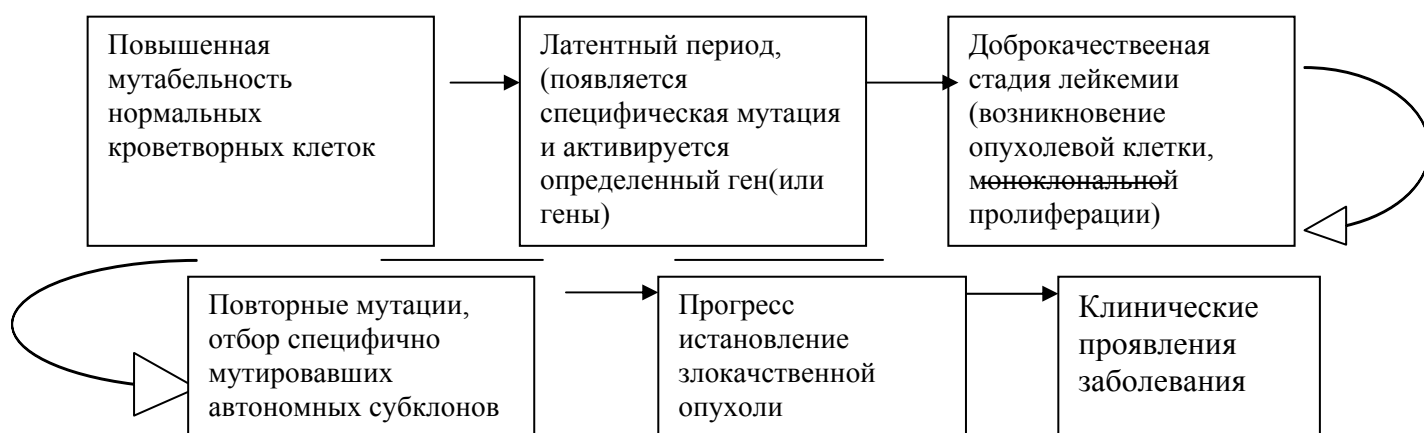 Повышенная
мутабельность
нормальных
кроветворных клеток
Латентный период,
(появляется
специфическая мутация
и активируется
определенный ген(или
гены)
Доброкачествееная
стадия лейкемии
(возникновение
опухолевой клетки,
моноклональной
пролиферации)
Повторные мутации,
отбор специфично
мутировавших
автономных субклонов
Прогресс
истановление
злокачственной
опухоли
Клинические
проявления
заболевания